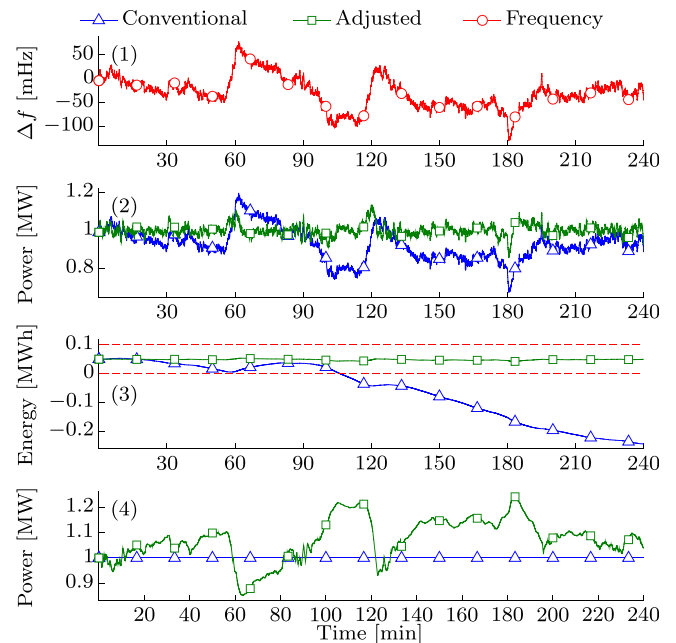 Conventional Adjusted Frequency
(1)
Δf [mHz]
50
0
−50
−100
30 60 90 120 150 180 210 240
(2)
Power [MW]
1.2
1
0.8
30 60 90 120 150 180 210 240
(3)
Energy [MWh]
0.1
0
−0.1
−0.2
30 60 90 120 150 180 210 240
(4)
Power [MW]
1.2
1.1
1
0.9
20 40 60 80 100 120 140 160 180 200 220 240
Time [min]